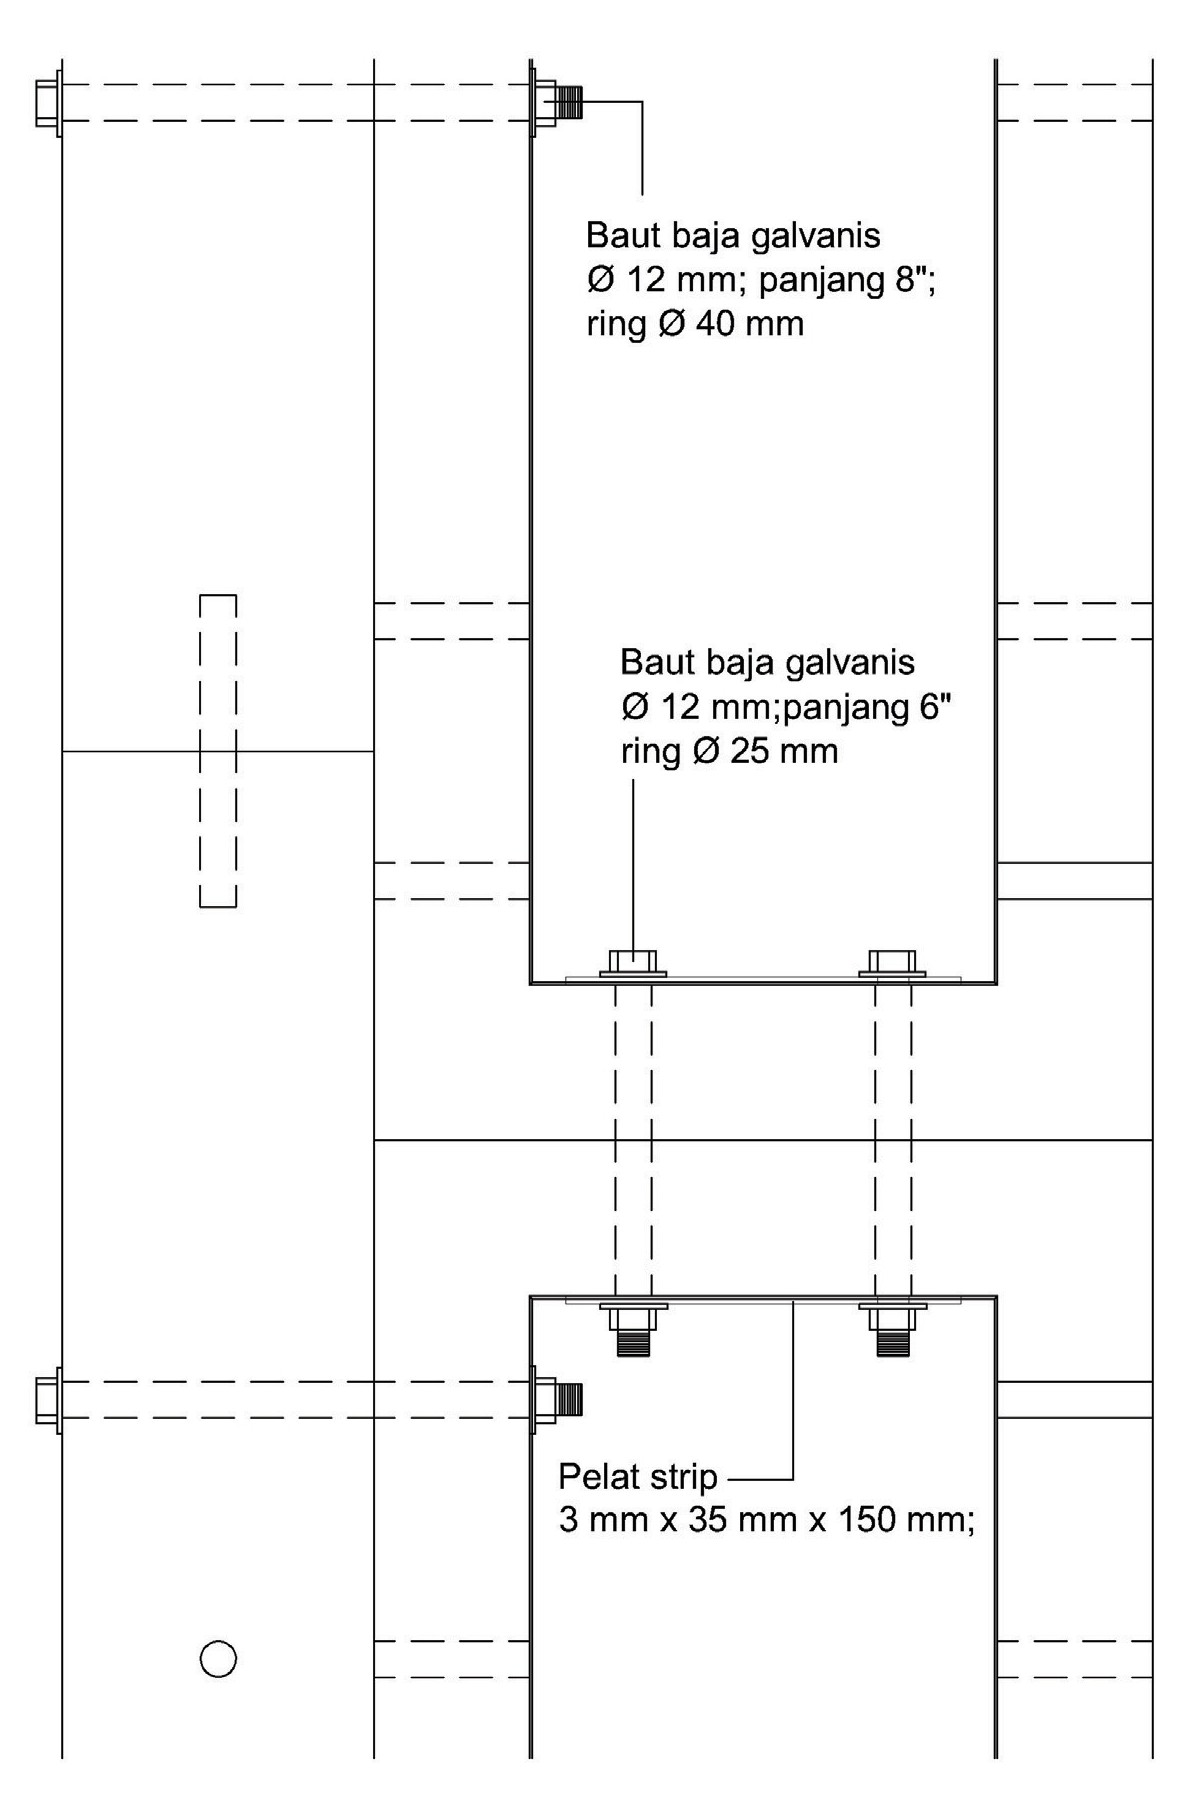 Baut baja galvanis
Ø 12 mm; panjang 8";
ring Ø 40 mm
Baut baja galvanis
Ø 12 mm;panjang 6"
ring Ø 25 mm
Pelat strip
3 mm x 35 mm x 150 mm;